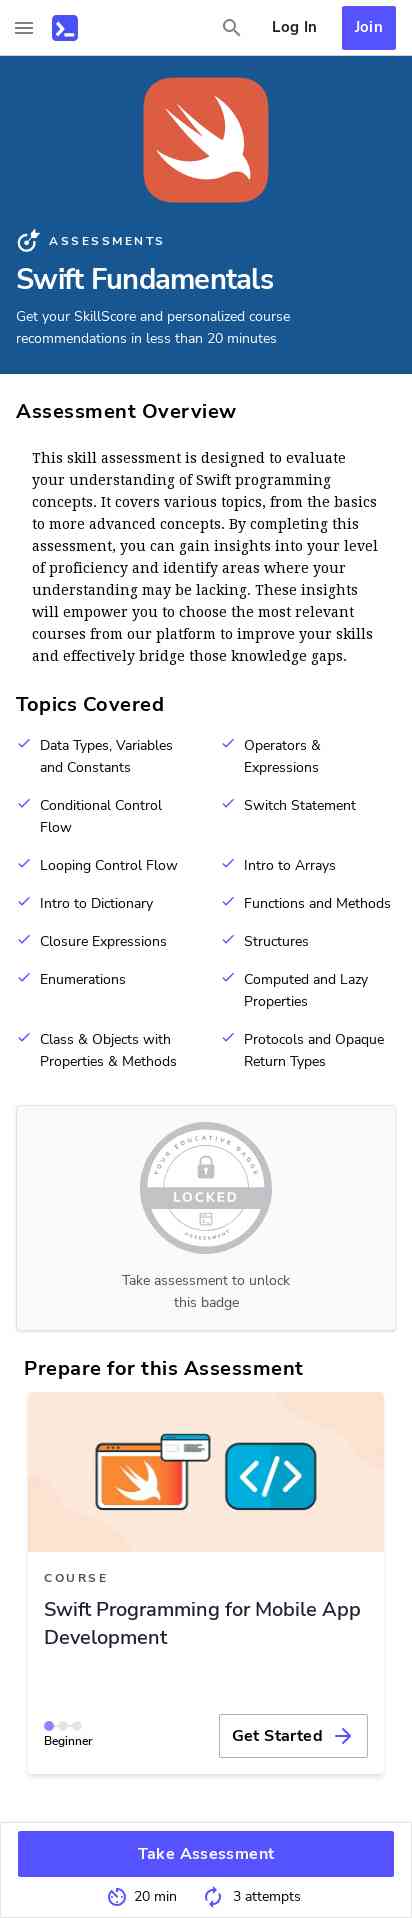 Log In
Join
ASSESSMENTS
Swift Fundamentals
Get your SkillScore and personalized course
recommendations in less than 20 minutes
Assessment Overview
This skill assessment is designed to evaluate
your understanding of Swift programming
concepts. It covers various topics, from the basics
to more advanced concepts. By completing this
assessment, you can gain insights into your level
of proficiency and identify areas where your
understanding may be lacking. These insights
will empower you to choose the most relevant
courses from our platform to improve your skills
and effectively bridge those knowledge gaps.
Topics Covered
Data Types, Variables
and Constants
Operators &
Expressions
Conditional Control
Flow
Switch Statement
Looping Control Flow
Intro to Arrays
Intro to Dictionary
Functions and Methods
Closure Expressions
Structures
Enumerations
Computed and Lazy
Properties
Class & Objects with
Properties & Methods
Protocols and Opaque
Return Types
YOUR EDUCATIVE BADGE
LOCKED
ASSESSMENT
Take assessment to unlock
this badge
Prepare for this Assessment
COURSE
Swift Programming for Mobile App
Development
Beginner
Get Started
Take Assessment
20 min
3 attempts